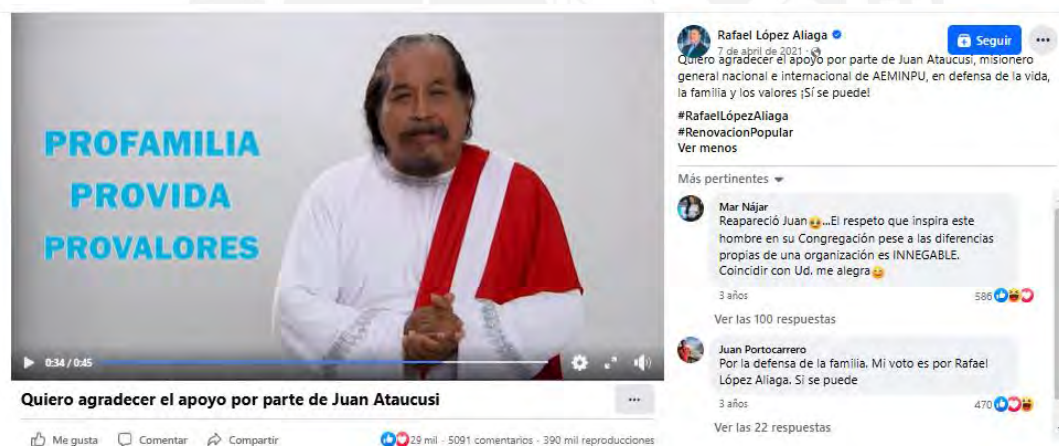 PROFAMILIA
PROVIDA
PROVALORES
0:34 / 0:45
Quiero agradecer el apoyo por parte de Juan Ataucusi
Me gusta Comentar Compartir 29 mil · 5091 comentarios · 390 mil reproducciones
Rafael López Aliaga
Seguir
7 de abril de 2021 ·
Quiero agradecer el apoyo por parte de Juan Ataucusi, misionero
general nacional e internacional de AEMINPU, en defensa de la vida,
la familia y los valores ¡Sí se puede!
#RafaelLópezAliaga
#RenovacionPopular
Ver menos
Más pertinentes
Mar Nájar
Reapareció Juan🥹...El respeto que inspira este
hombre en su Congregación pese a las diferencias
propias de una organización es INNEGABLE.
Coincidir con Ud. me alegra😊
3 años 586
Ver las 100 respuestas
Juan Portocarrero
Por la defensa de la familia. Mi voto es por Rafael
López Aliaga. Si se puede
3 años 470
Ver las 22 respuestas